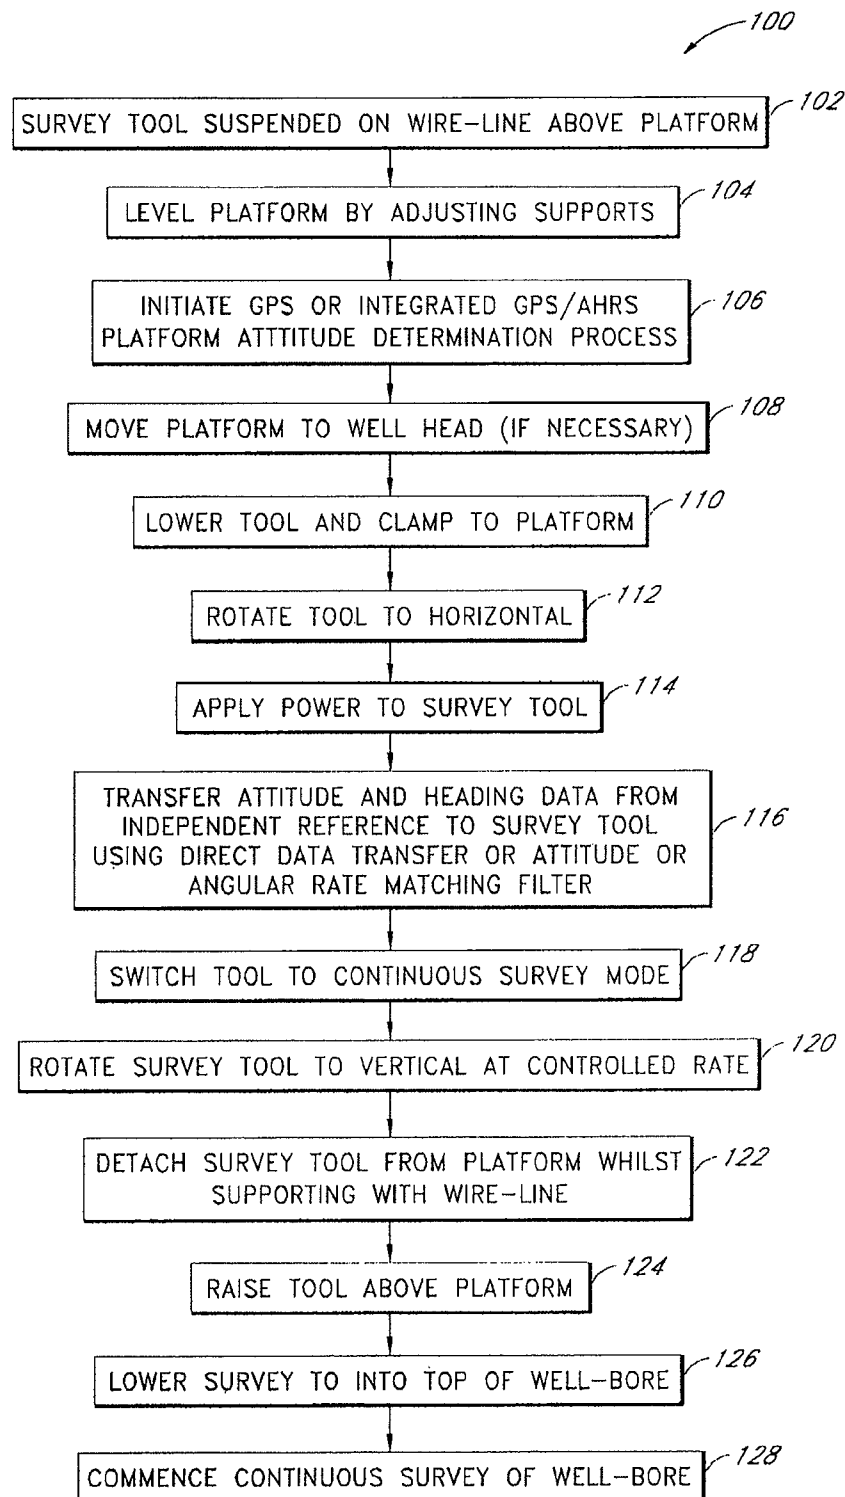 100
SURVEY TOOL SUSPENDED ON WIRE-LINE ABOVE PLATFORM
102
LEVEL PLATFORM BY ADJUSTING SUPPORTS
104
INITIATE GPS OR INTEGRATED GPS/AHRS
PLATFORM ATTTITUDE DETERMINATION PROCESS
106
MOVE PLATFORM TO WELL HEAD (IF NECESSARY)
108
LOWER TOOL AND CLAMP TO PLATFORM
110
ROTATE TOOL TO HORIZONTAL
112
APPLY POWER TO SURVEY TOOL
114
TRANSFER ATTITUDE AND HEADING DATA FROM
INDEPENDENT REFERENCE TO SURVEY TOOL
USING DIRECT DATA TRANSFER OR ATTITUDE OR
ANGULAR RATE MATCHING FILTER
116
SWITCH TOOL TO CONTINUOUS SURVEY MODE
118
ROTATE SURVEY TOOL TO VERTICAL AT CONTROLLED RATE
120
DETACH SURVEY TOOL FROM PLATFORM WHILST
SUPPORTING WITH WIRE-LINE
122
RAISE TOOL ABOVE PLATFORM
124
LOWER SURVEY TO INTO TOP OF WELL-BORE
126
COMMENCE CONTINUOUS SURVEY OF WELL-BORE
128